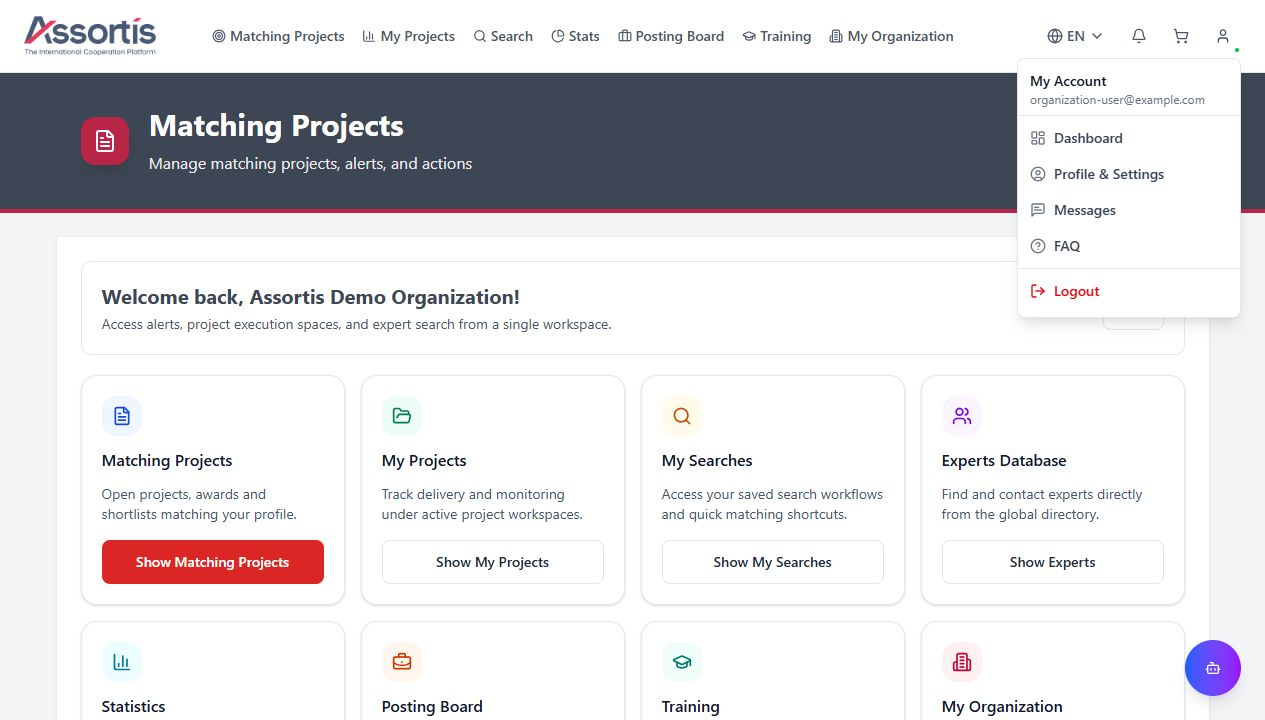 Assortis
The International Cooperation Platform
Matching Projects
My Projects
Search
Stats
Posting Board
Training
My Organization
EN
My Account
organization-user@example.com
Dashboard
Profile & Settings
Messages
FAQ
Logout
Matching Projects
Manage matching projects, alerts, and actions
Welcome back, Assortis Demo Organization!
Access alerts, project execution spaces, and expert search from a single workspace.
Matching Projects
Open projects, awards and
shortlists matching your profile.
Show Matching Projects
My Projects
Track delivery and monitoring
under active project workspaces.
Show My Projects
My Searches
Access your saved search workflows
and quick matching shortcuts.
Show My Searches
Experts Database
Find and contact experts directly
from the global directory.
Show Experts
Statistics
Posting Board
Training
My Organization